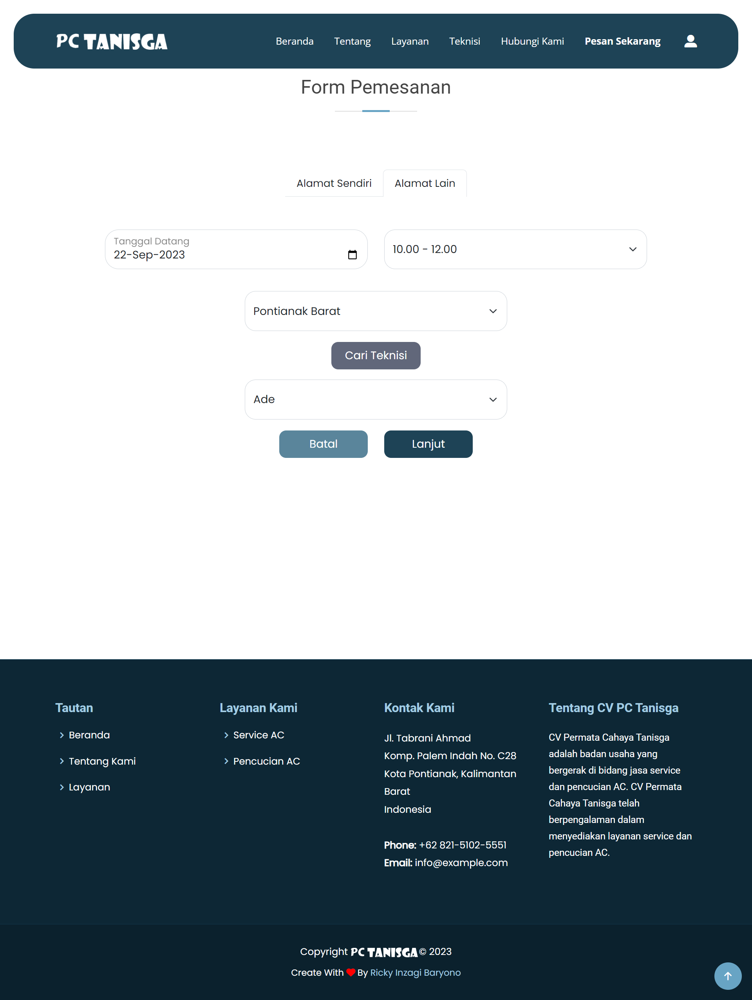 PC TANISGA
Beranda Tentang Layanan Teknisi Hubungi Kami Pesan Sekarang
Form Pemesanan
Alamat Sendiri Alamat Lain
Tanggal Datang
22-Sep-2023
10.00 - 12.00
Pontianak Barat
Cari Teknisi
Ade
Batal Lanjut
Tautan
Beranda
Tentang Kami
Layanan
Layanan Kami
Service AC
Pencucian AC
Kontak Kami
Jl. Tabrani Ahmad
Komp. Palem Indah No. C28
Kota Pontianak, Kalimantan
Barat
Indonesia
Phone: +62 821-5102-5551
Email: info@example.com
Tentang CV PC Tanisga
CV Permata Cahaya Tanisga
adalah badan usaha yang
bergerak di bidang jasa service
dan pencucian AC. CV Permata
Cahaya Tanisga telah
berpengalaman dalam
menyediakan layanan service dan
pencucian AC.
Copyright PC TANISGA © 2023
Create With By Ricky Inzagi Baryono